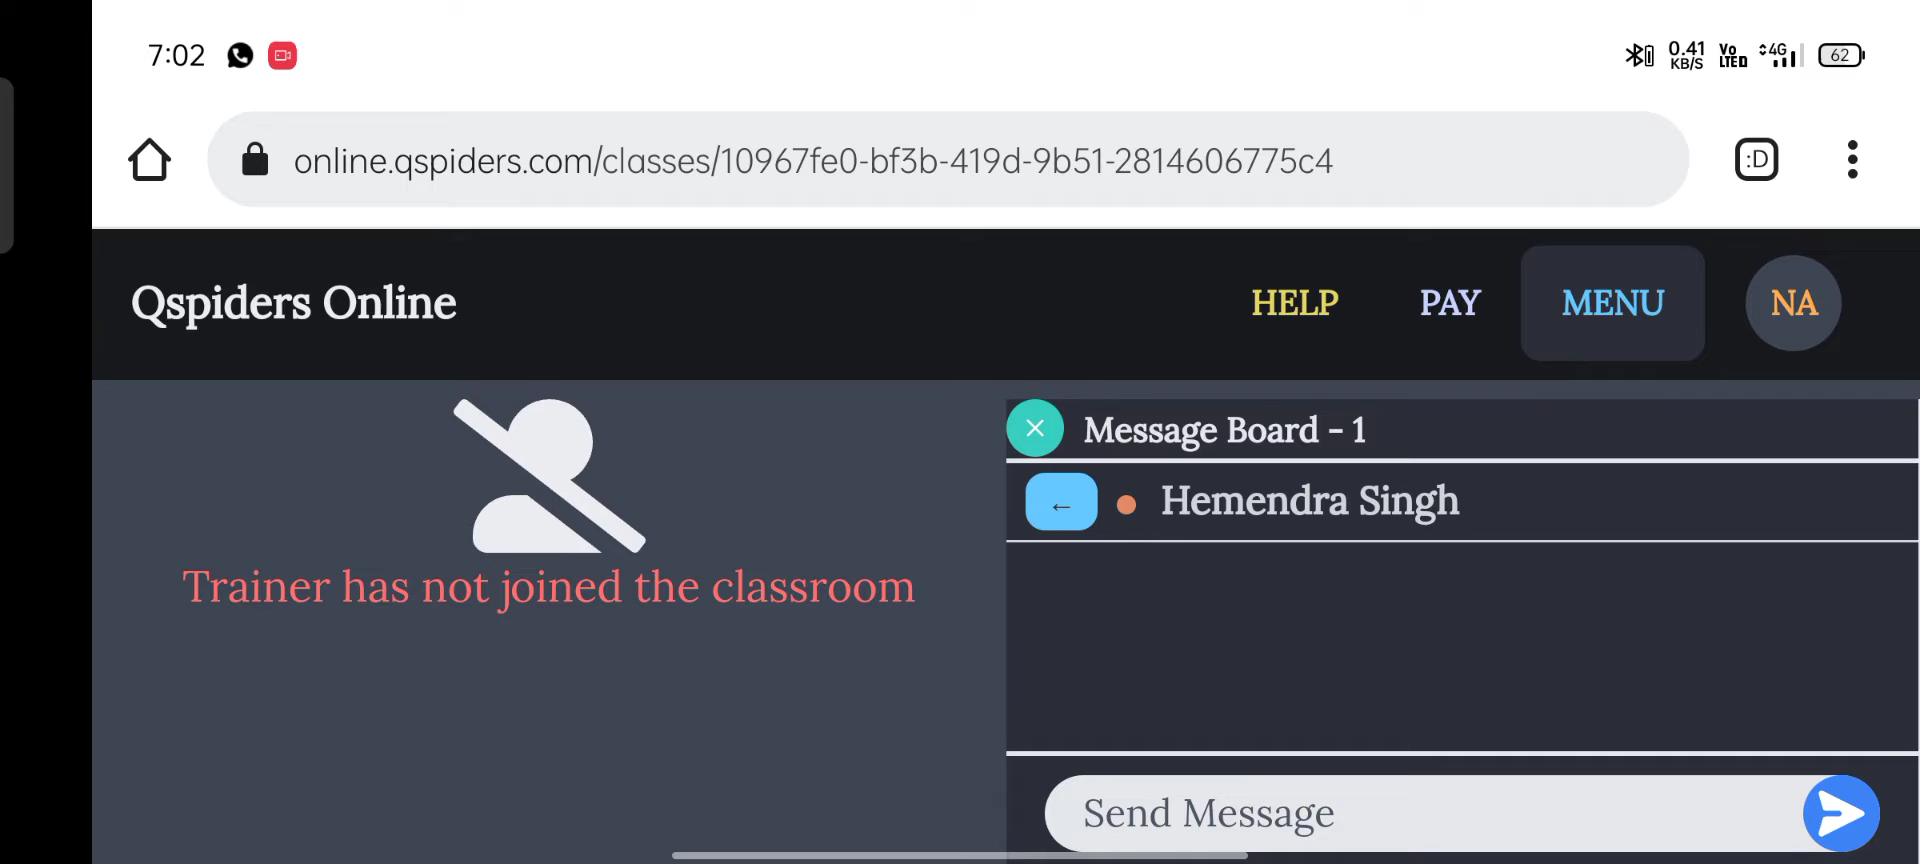 7:02
0.41 KB/S Vo LTE 4G 62
online.qspiders.com/classes/10967fe0-bf3b-419d-9b51-2814606775c4
:D
Qspiders Online HELP PAY MENU NA
Message Board - 1
← Hemendra Singh
Trainer has not joined the classroom
Send Message